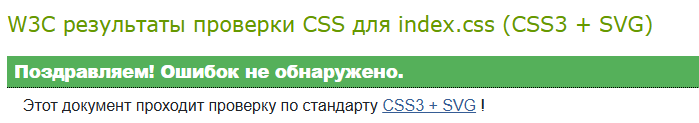 W3C результаты проверки CSS для index.css (CSS3 + SVG)
Поздравляем! Ошибок не обнаружено.
Этот документ проходит проверку по стандарту CSS3 + SVG !